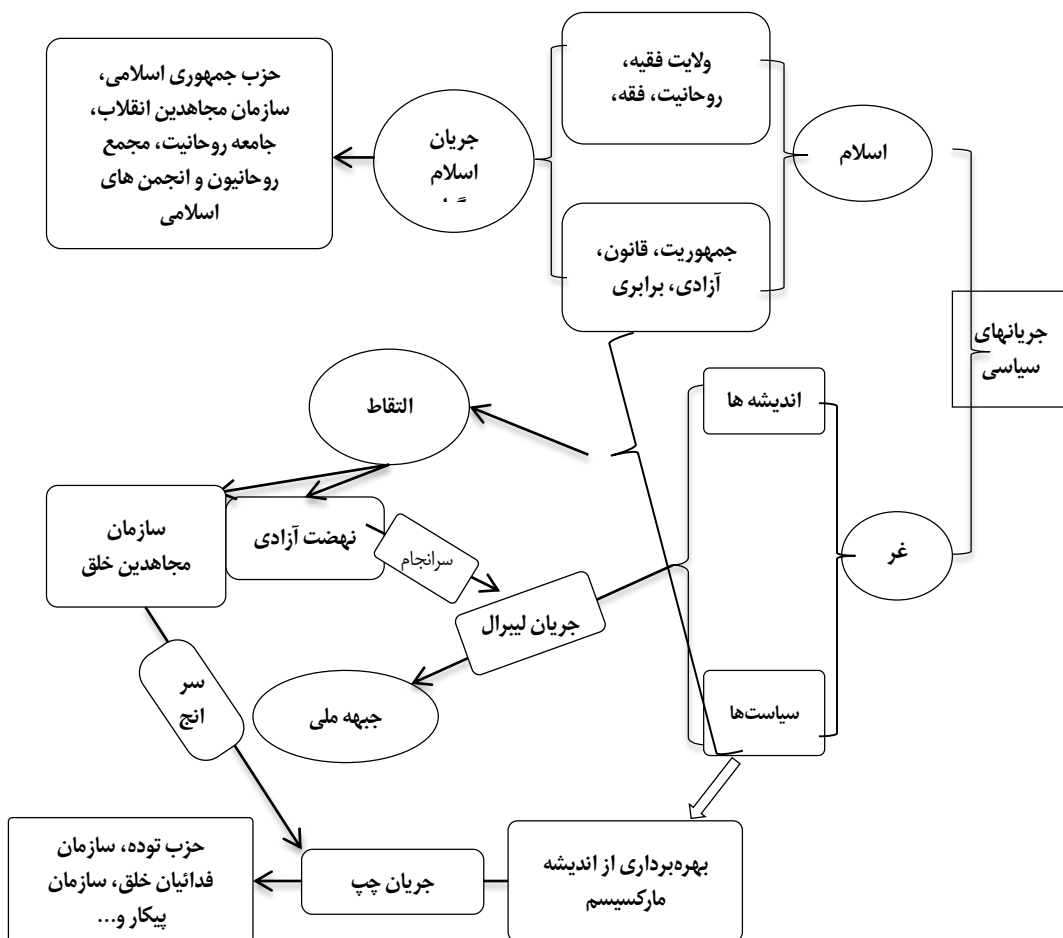 جریانهای
سیاسی
اسلام
ولایت فقیه،
روحانیت، فقه،
جمهوریت، قانون،
آزادی، برابری
جریان
اسلام
حزب جمهوری اسلامی،
سازمان مجاهدین انقلاب،
جامعه روحانیت، مجمع
روحانیون و انجمن های
اسلامی
غر
اندیشه ها
سیاست‌ها
التقاط
نهضت آزادی
سازمان
مجاهدین خلق
سرانجام
جریان لیبرال
جبهه ملی
سر
انج
بهره‌برداری از اندیشه
مارکسیسم
جریان چپ
حزب توده، سازمان
فدائیان خلق، سازمان
پیکار و...